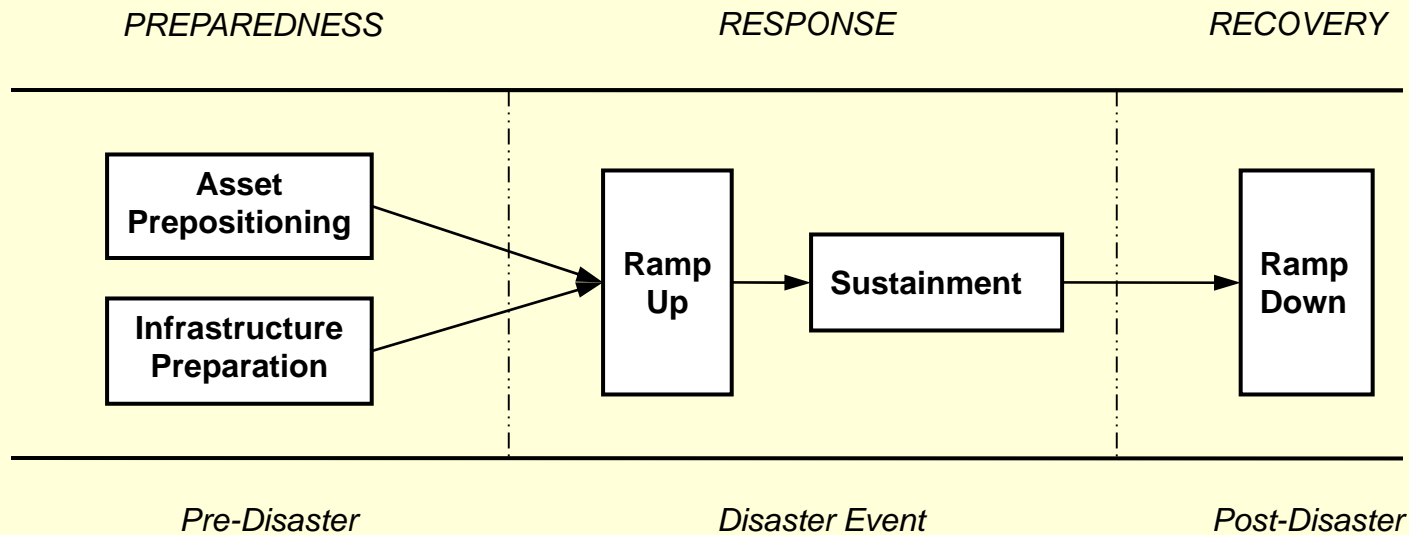 PREPAREDNESS
RESPONSE
RECOVERY
Asset
Prepositioning
Infrastructure
Preparation
Ramp
Up
Sustainment
Ramp
Down
Pre-Disaster
Disaster Event
Post-Disaster